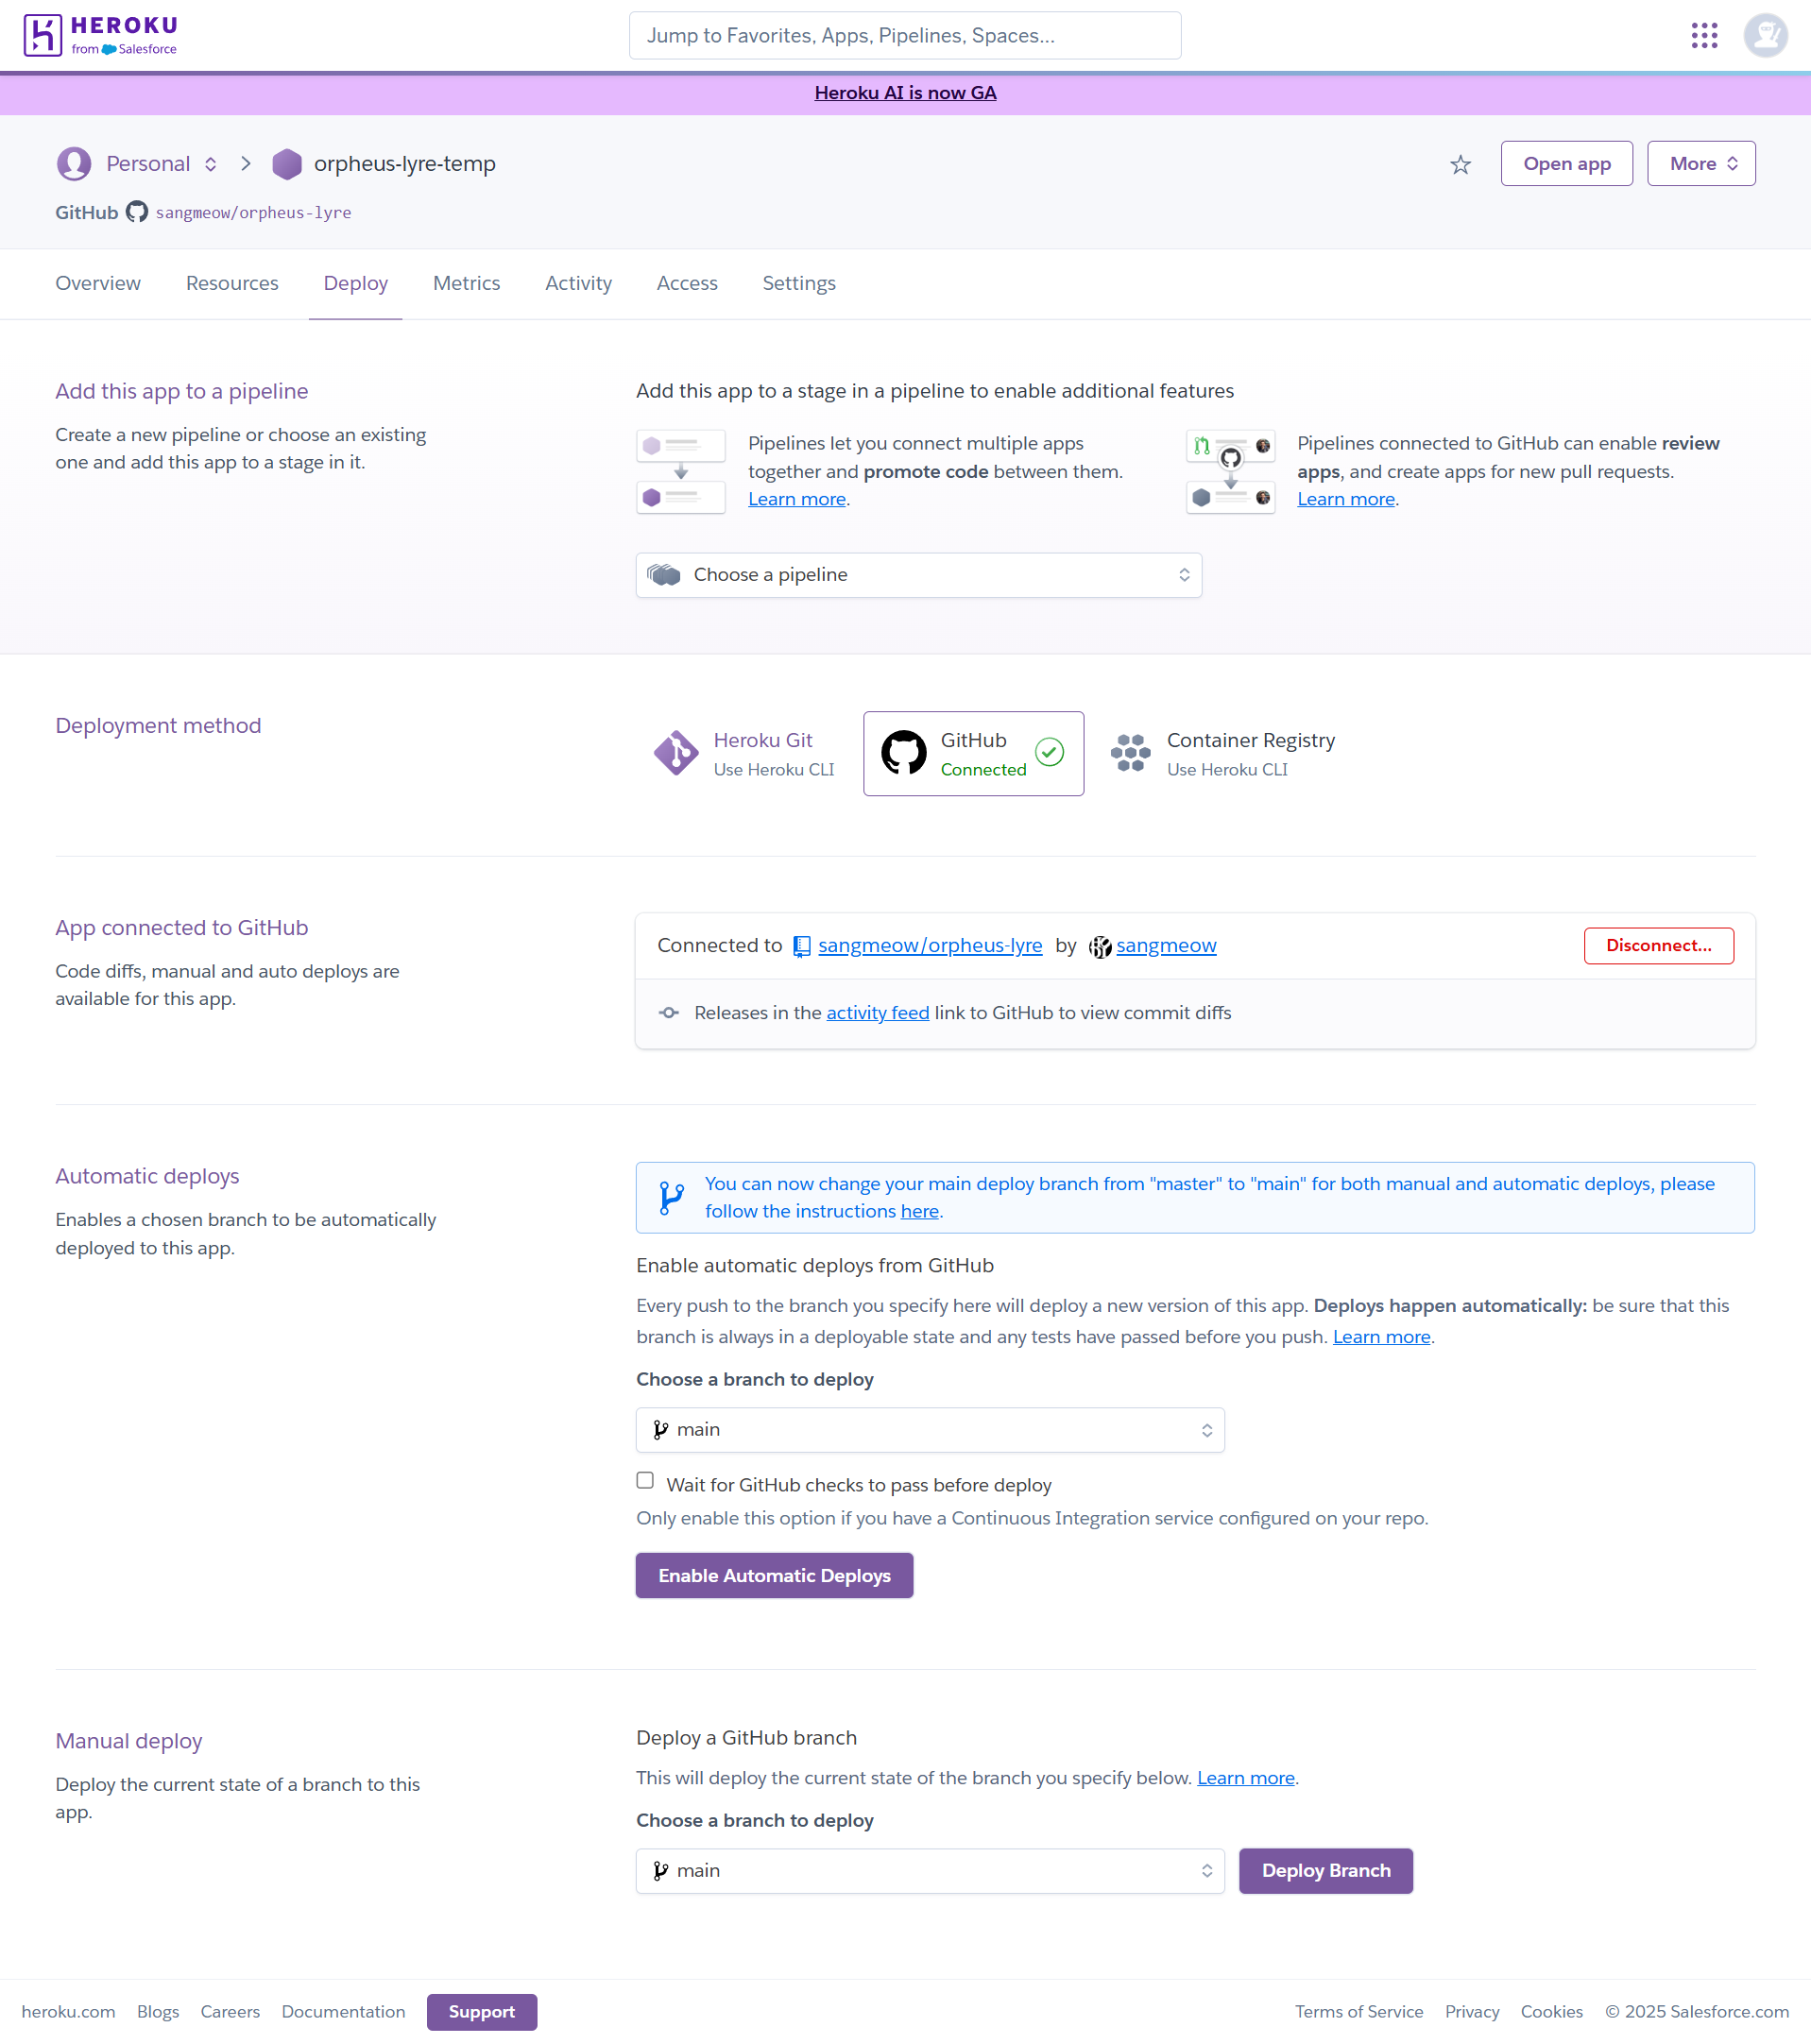 HEROKU
from Salesforce
Jump to Favorites, Apps, Pipelines, Spaces...
Heroku AI is now GA
Personal
orpheus-lyre-temp
Open app
More
GitHub sangmeow/orpheus-lyre
Overview
Resources
Deploy
Metrics
Activity
Access
Settings
Add this app to a pipeline
Create a new pipeline or choose an existing
one and add this app to a stage in it.
Add this app to a stage in a pipeline to enable additional features
Pipelines let you connect multiple apps
together and promote code between them.
Learn more.
Pipelines connected to GitHub can enable review
apps, and create apps for new pull requests.
Learn more.
Choose a pipeline
Deployment method
Heroku Git
Use Heroku CLI
GitHub
Connected
Container Registry
Use Heroku CLI
App connected to GitHub
Code diffs, manual and auto deploys are
available for this app.
Connected to sangmeow/orpheus-lyre by sangmeow
Disconnect...
Releases in the activity feed link to GitHub to view commit diffs
Automatic deploys
Enables a chosen branch to be automatically
deployed to this app.
You can now change your main deploy branch from "master" to "main" for both manual and automatic deploys, please
follow the instructions here.
Enable automatic deploys from GitHub
Every push to the branch you specify here will deploy a new version of this app. Deploys happen automatically: be sure that this
branch is always in a deployable state and any tests have passed before you push. Learn more.
Choose a branch to deploy
main
Wait for GitHub checks to pass before deploy
Only enable this option if you have a Continuous Integration service configured on your repo.
Enable Automatic Deploys
Manual deploy
Deploy the current state of a branch to this
app.
Deploy a GitHub branch
This will deploy the current state of the branch you specify below. Learn more.
Choose a branch to deploy
main
Deploy Branch
heroku.com
Blogs
Careers
Documentation
Support
Terms of Service
Privacy
Cookies
© 2025 Salesforce.com